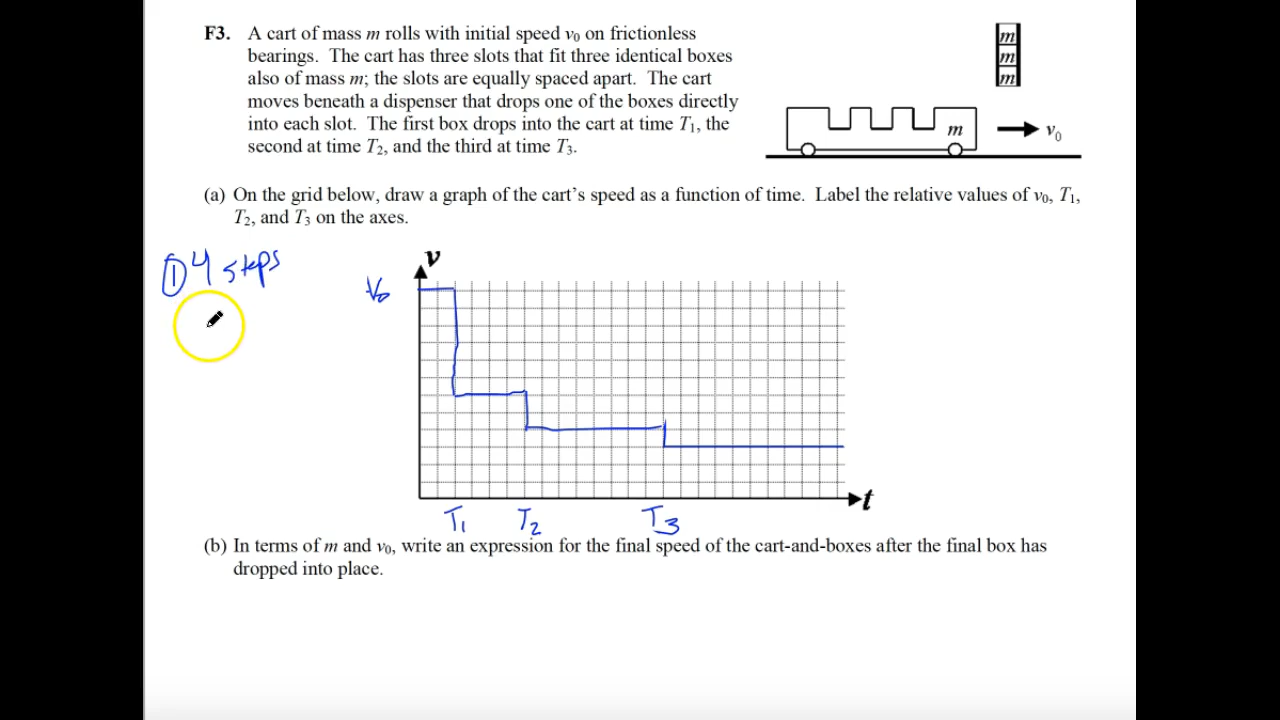 F3. A cart of mass m rolls with initial speed v₀ on frictionless
bearings. The cart has three slots that fit three identical boxes
also of mass m; the slots are equally spaced apart. The cart
moves beneath a dispenser that drops one of the boxes directly
into each slot. The first box drops into the cart at time T₁, the
second at time T₂, and the third at time T₃.
m
m
m
m
v₀
(a) On the grid below, draw a graph of the cart's speed as a function of time. Label the relative values of v₀, T₁,
T₂, and T₃ on the axes.
① 4 steps
v
V₀
t
T₁ T₂ T₃
(b) In terms of m and v₀, write an expression for the final speed of the cart-and-boxes after the final box has
dropped into place.